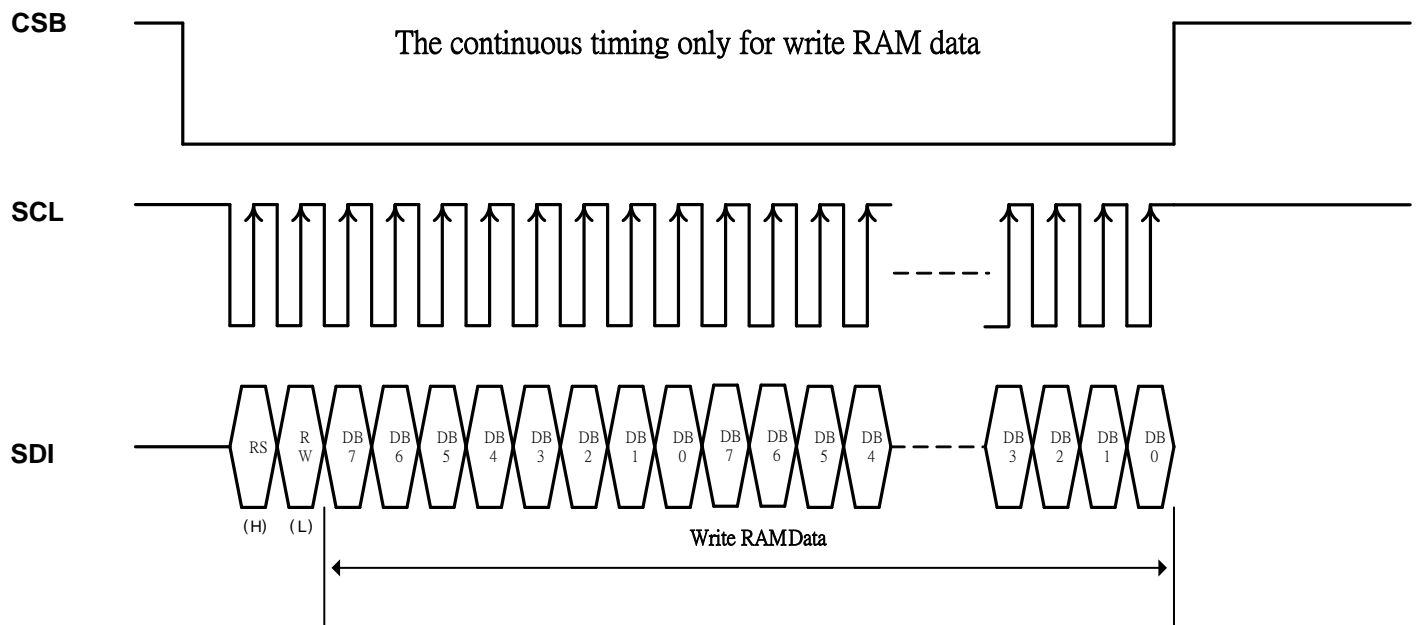 CSB
The continuous timing only for write RAM data
SCL
SDI
RS
R
W
DB
7
DB
6
DB
5
DB
4
DB
3
DB
2
DB
1
DB
0
DB
7
DB
6
DB
5
DB
4
DB
3
DB
2
DB
1
DB
0
(H)
(L)
Write RAMData